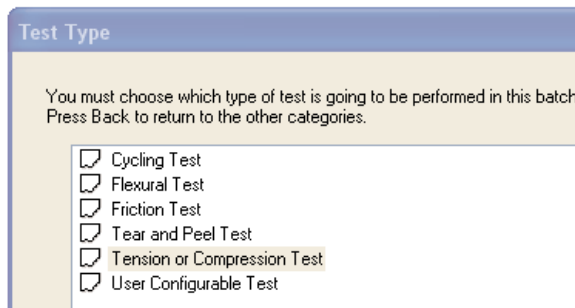 Test Type
You must choose which type of test is going to be performed in this batch
Press Back to return to the other categories.
Cycling Test
Flexural Test
Friction Test
Tear and Peel Test
Tension or Compression Test
User Configurable Test